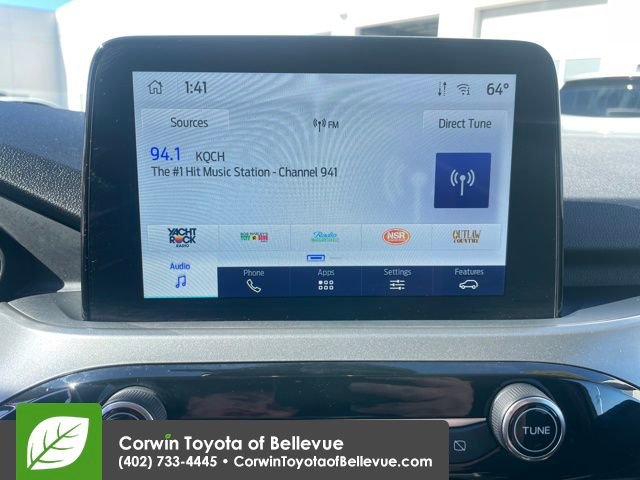 1:41
64°
Sources
FM
Direct Tune
94.1 KQCH
The #1 Hit Music Station - Channel 941
YACHT
ROCK
RADIO
NSR
OUTLAW
COUNTRY
Audio
Phone
Apps
Settings
Features
TUNE
Corwin Toyota of Bellevue
(402) 733-4445 • CorwinToyotaofBellevue.com